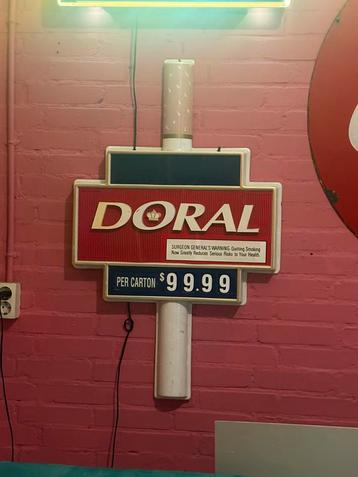 DORAL
SURGEON GENERAL'S WARNING: Quitting Smoking
Now Greatly Reduces Serious Risks to Your Health.
PER CARTON $99.99